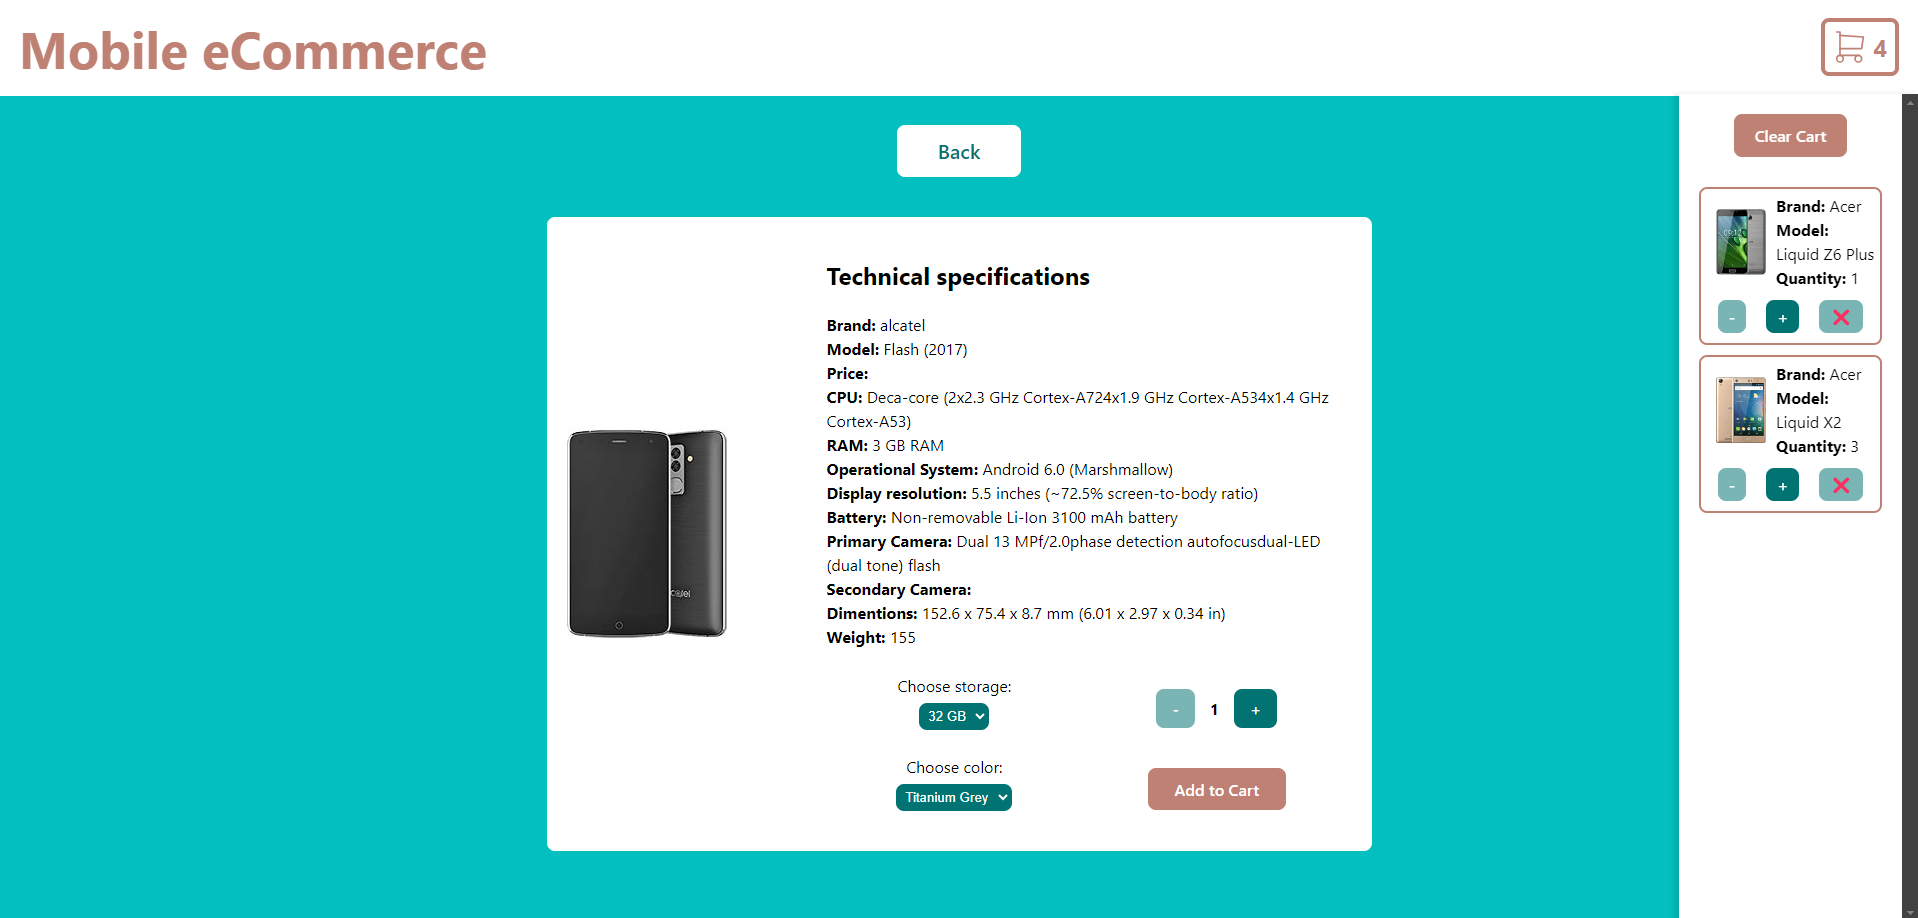 Mobile eCommerce
4
Back
Technical specifications
Brand: alcatel
Model: Flash (2017)
Price:
CPU: Deca-core (2x2.3 GHz Cortex-A724x1.9 GHz Cortex-A534x1.4 GHz
Cortex-A53)
RAM: 3 GB RAM
Operational System: Android 6.0 (Marshmallow)
Display resolution: 5.5 inches (~72.5% screen-to-body ratio)
Battery: Non-removable Li-Ion 3100 mAh battery
Primary Camera: Dual 13 MPf/2.0phase detection autofocusdual-LED
(dual tone) flash
Secondary Camera:
Dimentions: 152.6 x 75.4 x 8.7 mm (6.01 x 2.97 x 0.34 in)
Weight: 155
Choose storage:
32 GB
- 1 +
Choose color:
Titanium Grey
Add to Cart
Clear Cart
Brand: Acer
Model:
Liquid Z6 Plus
Quantity: 1
- +
Brand: Acer
Model:
Liquid X2
Quantity: 3
- +